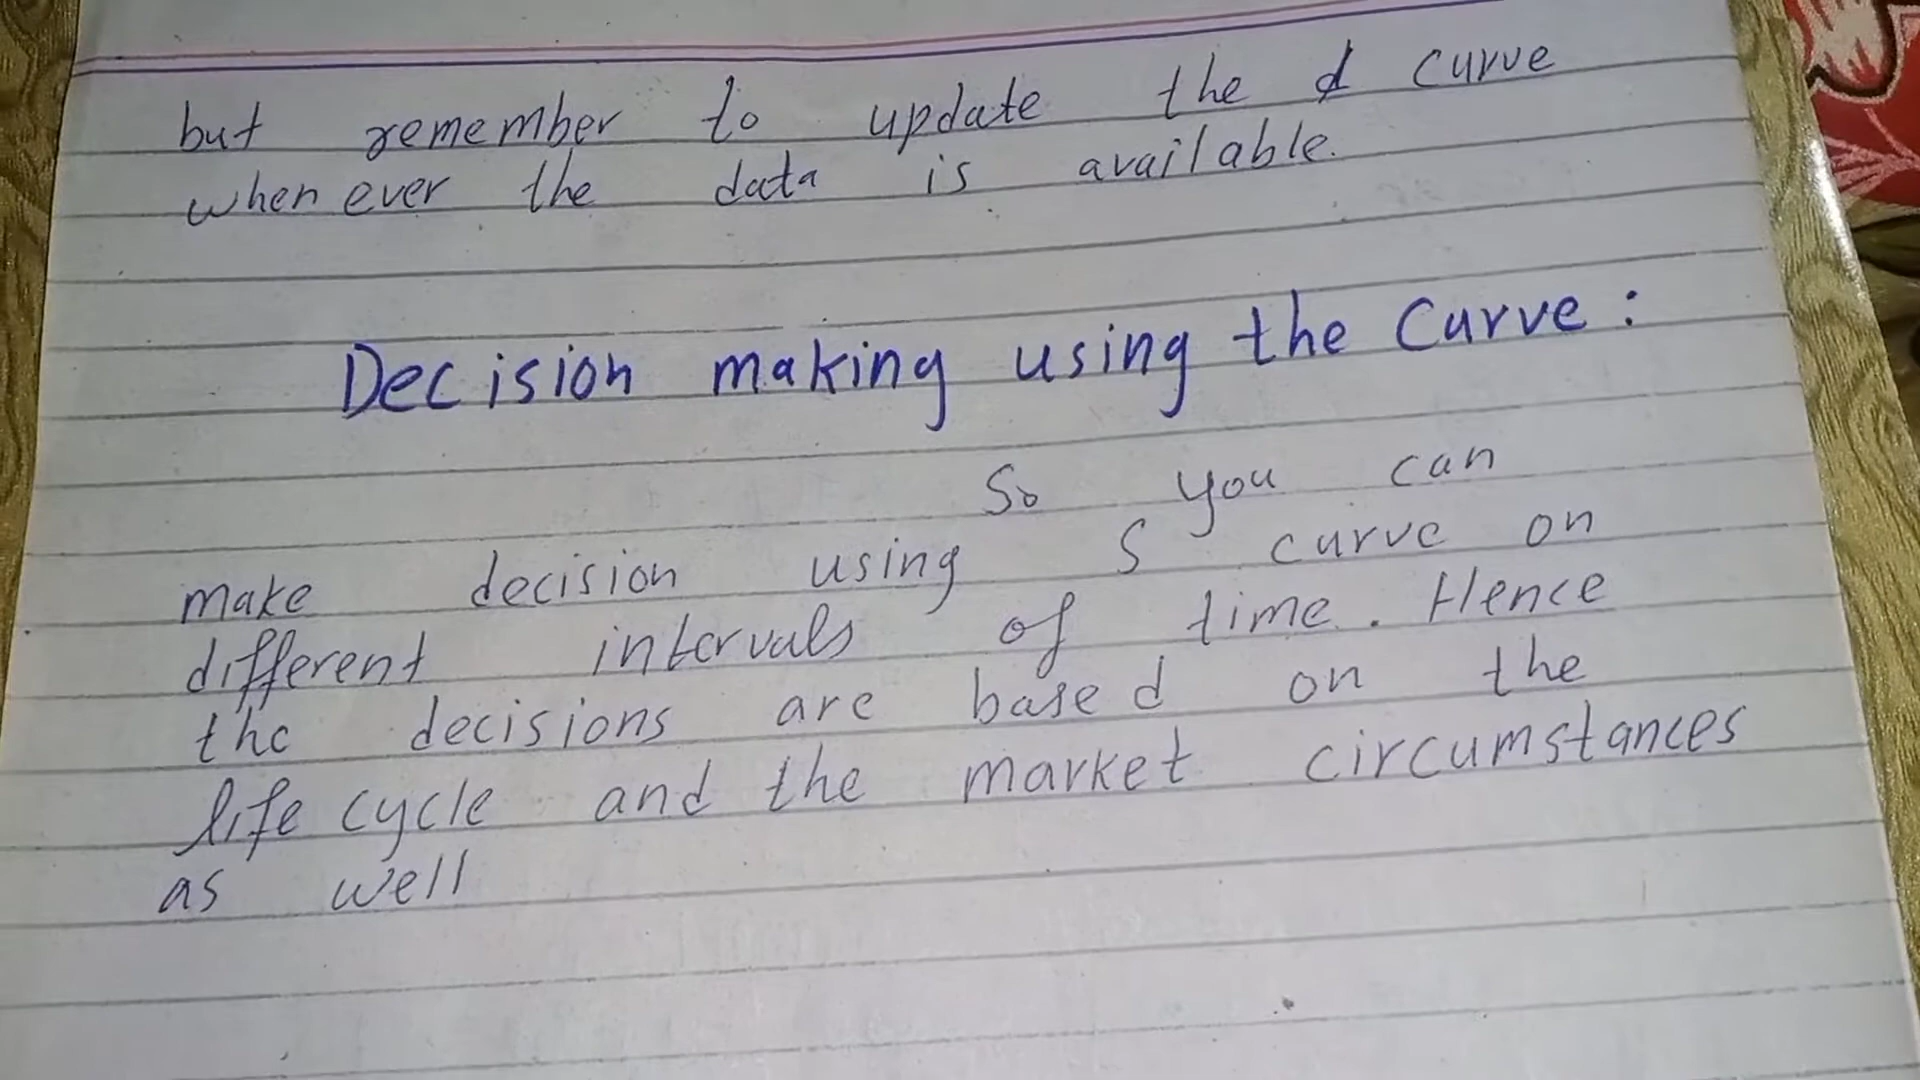 but remember to update the d curve
when ever the data is available.
Decision making using the Curve :
So you can
make decision using S curve on
different intervals of time. Hence
the decisions are based on the
life cycle and the market circumstances
as well